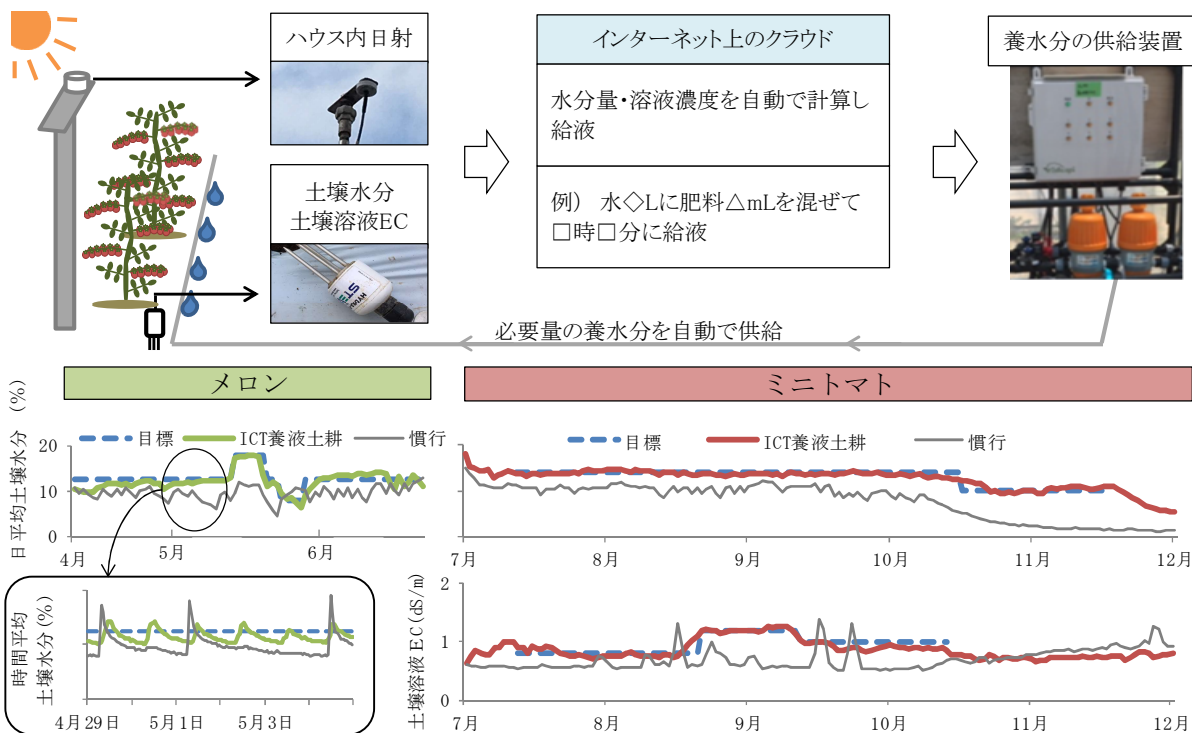 ハウス内日射
土壌水分
土壌溶液EC
インターネット上のクラウド
水分量・溶液濃度を自動で計算し
給液
例） 水◇Lに肥料△mLを混ぜて
□時□分に給液
養水分の供給装置
必要量の養水分を自動で供給
メロン
日平均土壌水分 (%)
目標
ICT養液土耕
慣行
20
10
0
4月
5月
6月
時間平均
土壌水分(%)
4月29日
5月1日
5月3日
ミニトマト
目標
ICT養液土耕
慣行
7月
8月
9月
10月
11月
12月
土壌溶液EC(dS/m)
2
1
0
7月
8月
9月
10月
11月
12月